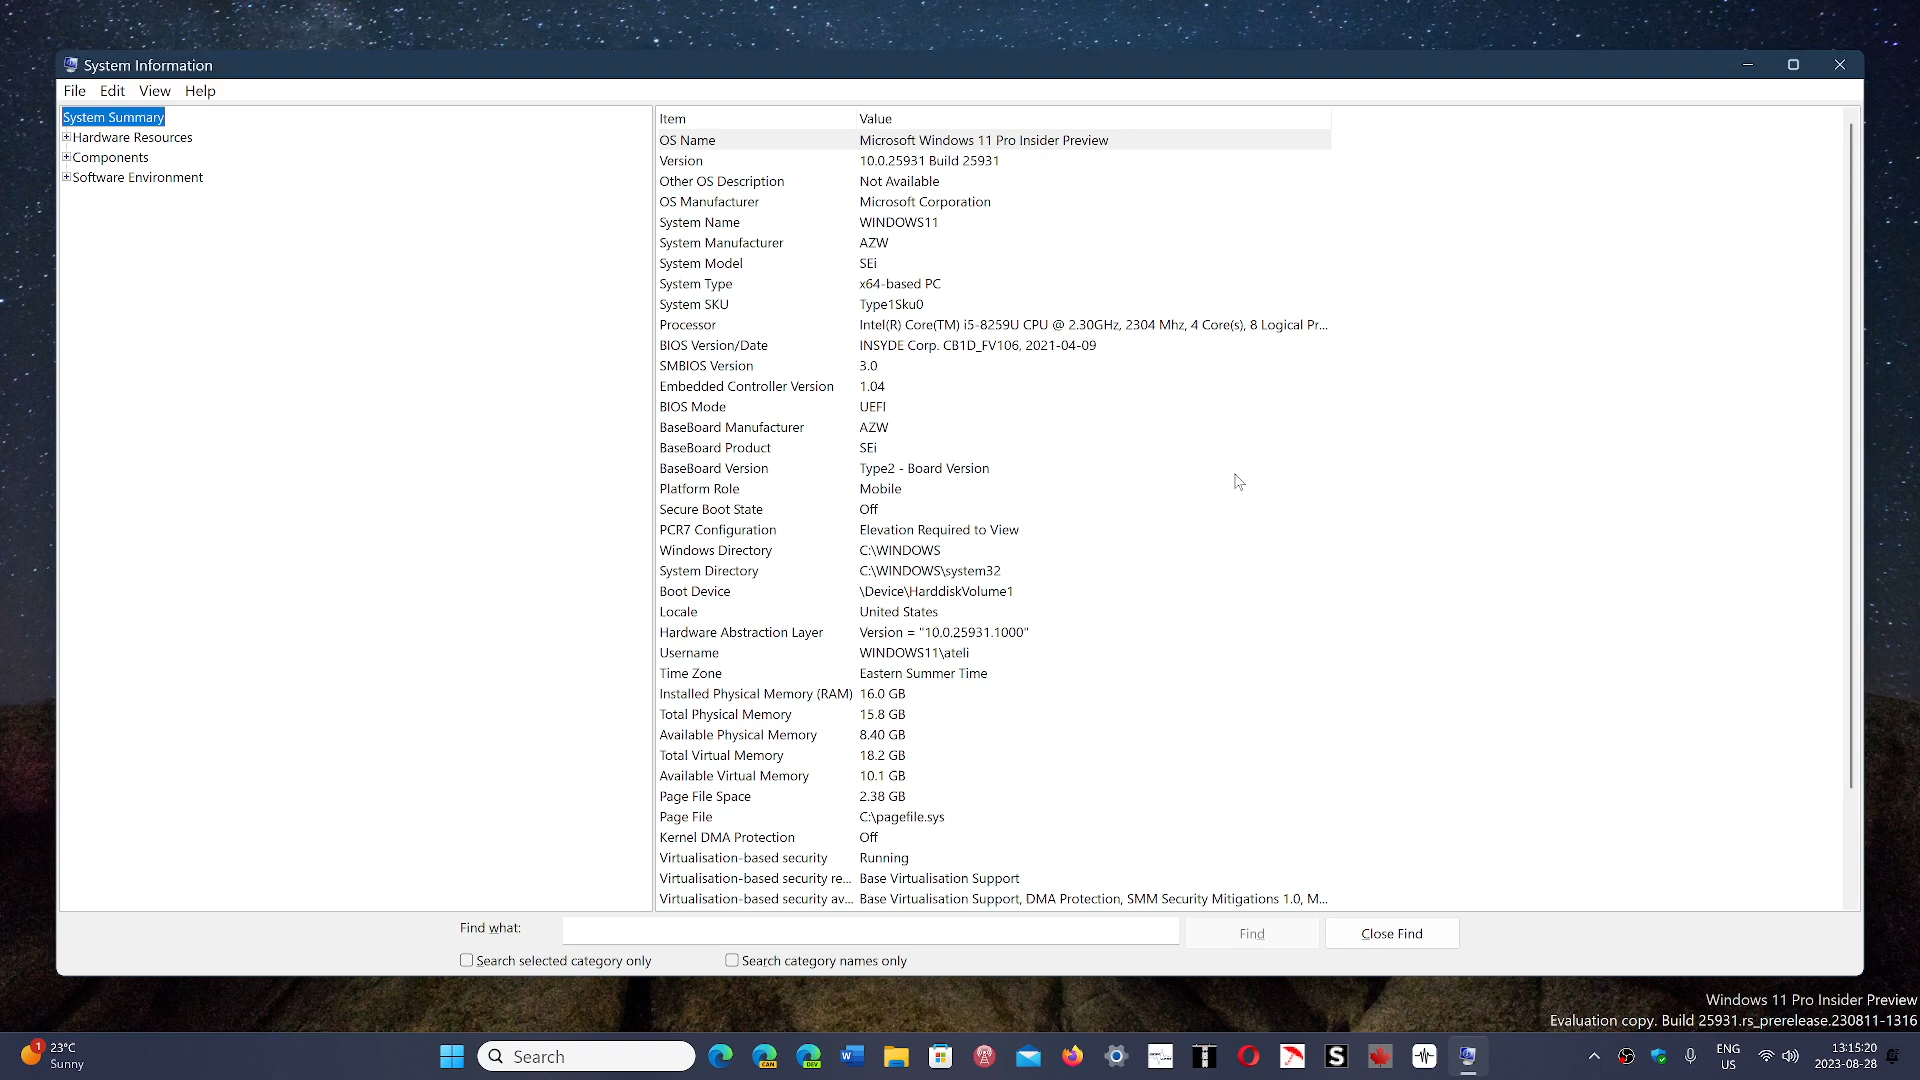 System Information
File Edit View Help
System Summary
Hardware Resources
Components
Software Environment
Item Value
OS Name Microsoft Windows 11 Pro Insider Preview
Version 10.0.25931 Build 25931
Other OS Description Not Available
OS Manufacturer Microsoft Corporation
System Name WINDOWS11
System Manufacturer AZW
System Model SEi
System Type x64-based PC
System SKU Type1Sku0
Processor Intel(R) Core(TM) i5-8259U CPU @ 2.30GHz, 2304 Mhz, 4 Core(s), 8 Logical Pr...
BIOS Version/Date INSYDE Corp. CB1D_FV106, 2021-04-09
SMBIOS Version 3.0
Embedded Controller Version 1.04
BIOS Mode UEFI
BaseBoard Manufacturer AZW
BaseBoard Product SEi
BaseBoard Version Type2 - Board Version
Platform Role Mobile
Secure Boot State Off
PCR7 Configuration Elevation Required to View
Windows Directory C:\WINDOWS
System Directory C:\WINDOWS\system32
Boot Device \Device\HarddiskVolume1
Locale United States
Hardware Abstraction Layer Version = "10.0.25931.1000"
Username WINDOWS11\ateli
Time Zone Eastern Summer Time
Installed Physical Memory (RAM) 16.0 GB
Total Physical Memory 15.8 GB
Available Physical Memory 8.40 GB
Total Virtual Memory 18.2 GB
Available Virtual Memory 10.1 GB
Page File Space 2.38 GB
Page File C:\pagefile.sys
Kernel DMA Protection Off
Virtualisation-based security Running
Virtualisation-based security re... Base Virtualisation Support
Virtualisation-based security av... Base Virtualisation Support, DMA Protection, SMM Security Mitigations 1.0, M...
Find what: Find Close Find
Search selected category only Search category names only
Windows 11 Pro Insider Preview
Evaluation copy. Build 25931.rs_prerelease.230811-1316
1 23°C
Sunny
Search
CAN
DEV
W
S
ENG
US
13:15:20
2023-08-28